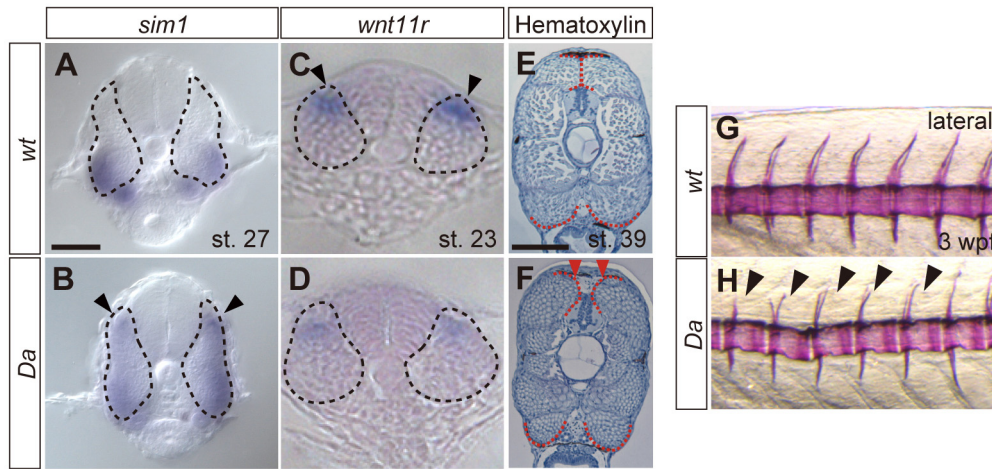 sim1
wnt11r
Hematoxylin
wt
A
st. 27
C
st. 23
E
st. 39
wt
G
lateral
3 wpf
Da
B
D
F
Da
H